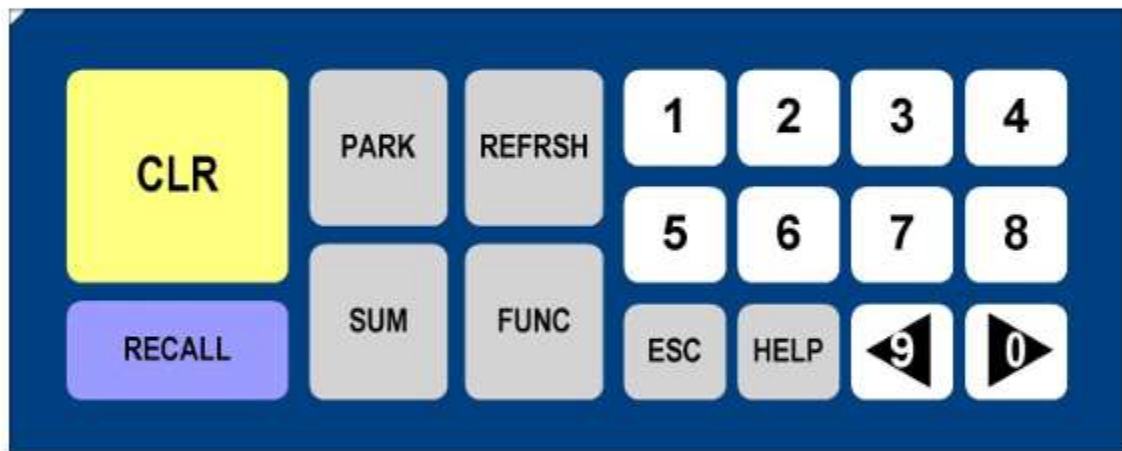 CLR
RECALL
PARK
REFRSH
SUM
FUNC
1 2 3 4
5 6 7 8
ESC HELP 9 0